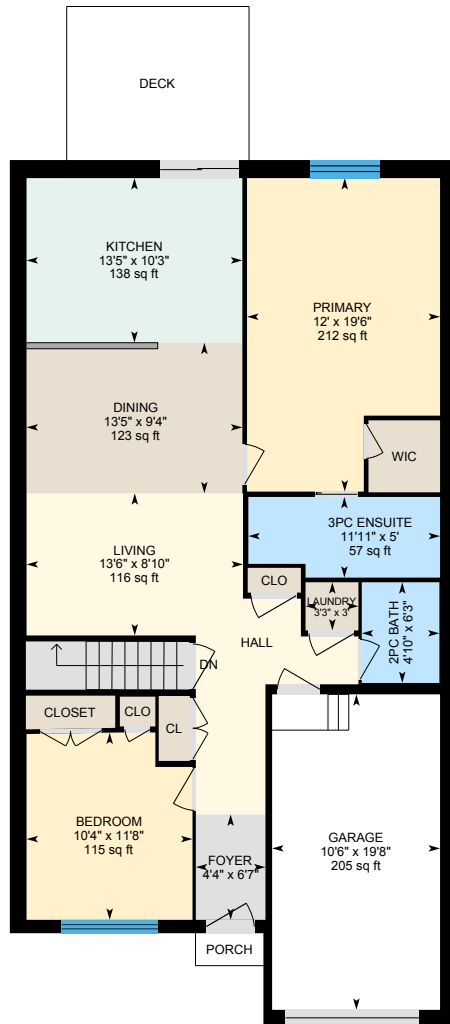 DECK
KITCHEN
13'5" x 10'3"
138 sq ft
PRIMARY
12' x 19'6"
212 sq ft
DINING
13'5" x 9'4"
123 sq ft
WIC
3PC ENSUITE
11'11" x 5'
57 sq ft
LIVING
13'6" x 8'10"
116 sq ft
CLO
LAUNDRY
3'3" x 3'
2PC BATH
4'10" x 6'3"
HALL
DN
CLOSET
CLO
CL
BEDROOM
10'4" x 11'8"
115 sq ft
GARAGE
10'6" x 19'8"
205 sq ft
FOYER
4'4" x 6'7"
PORCH